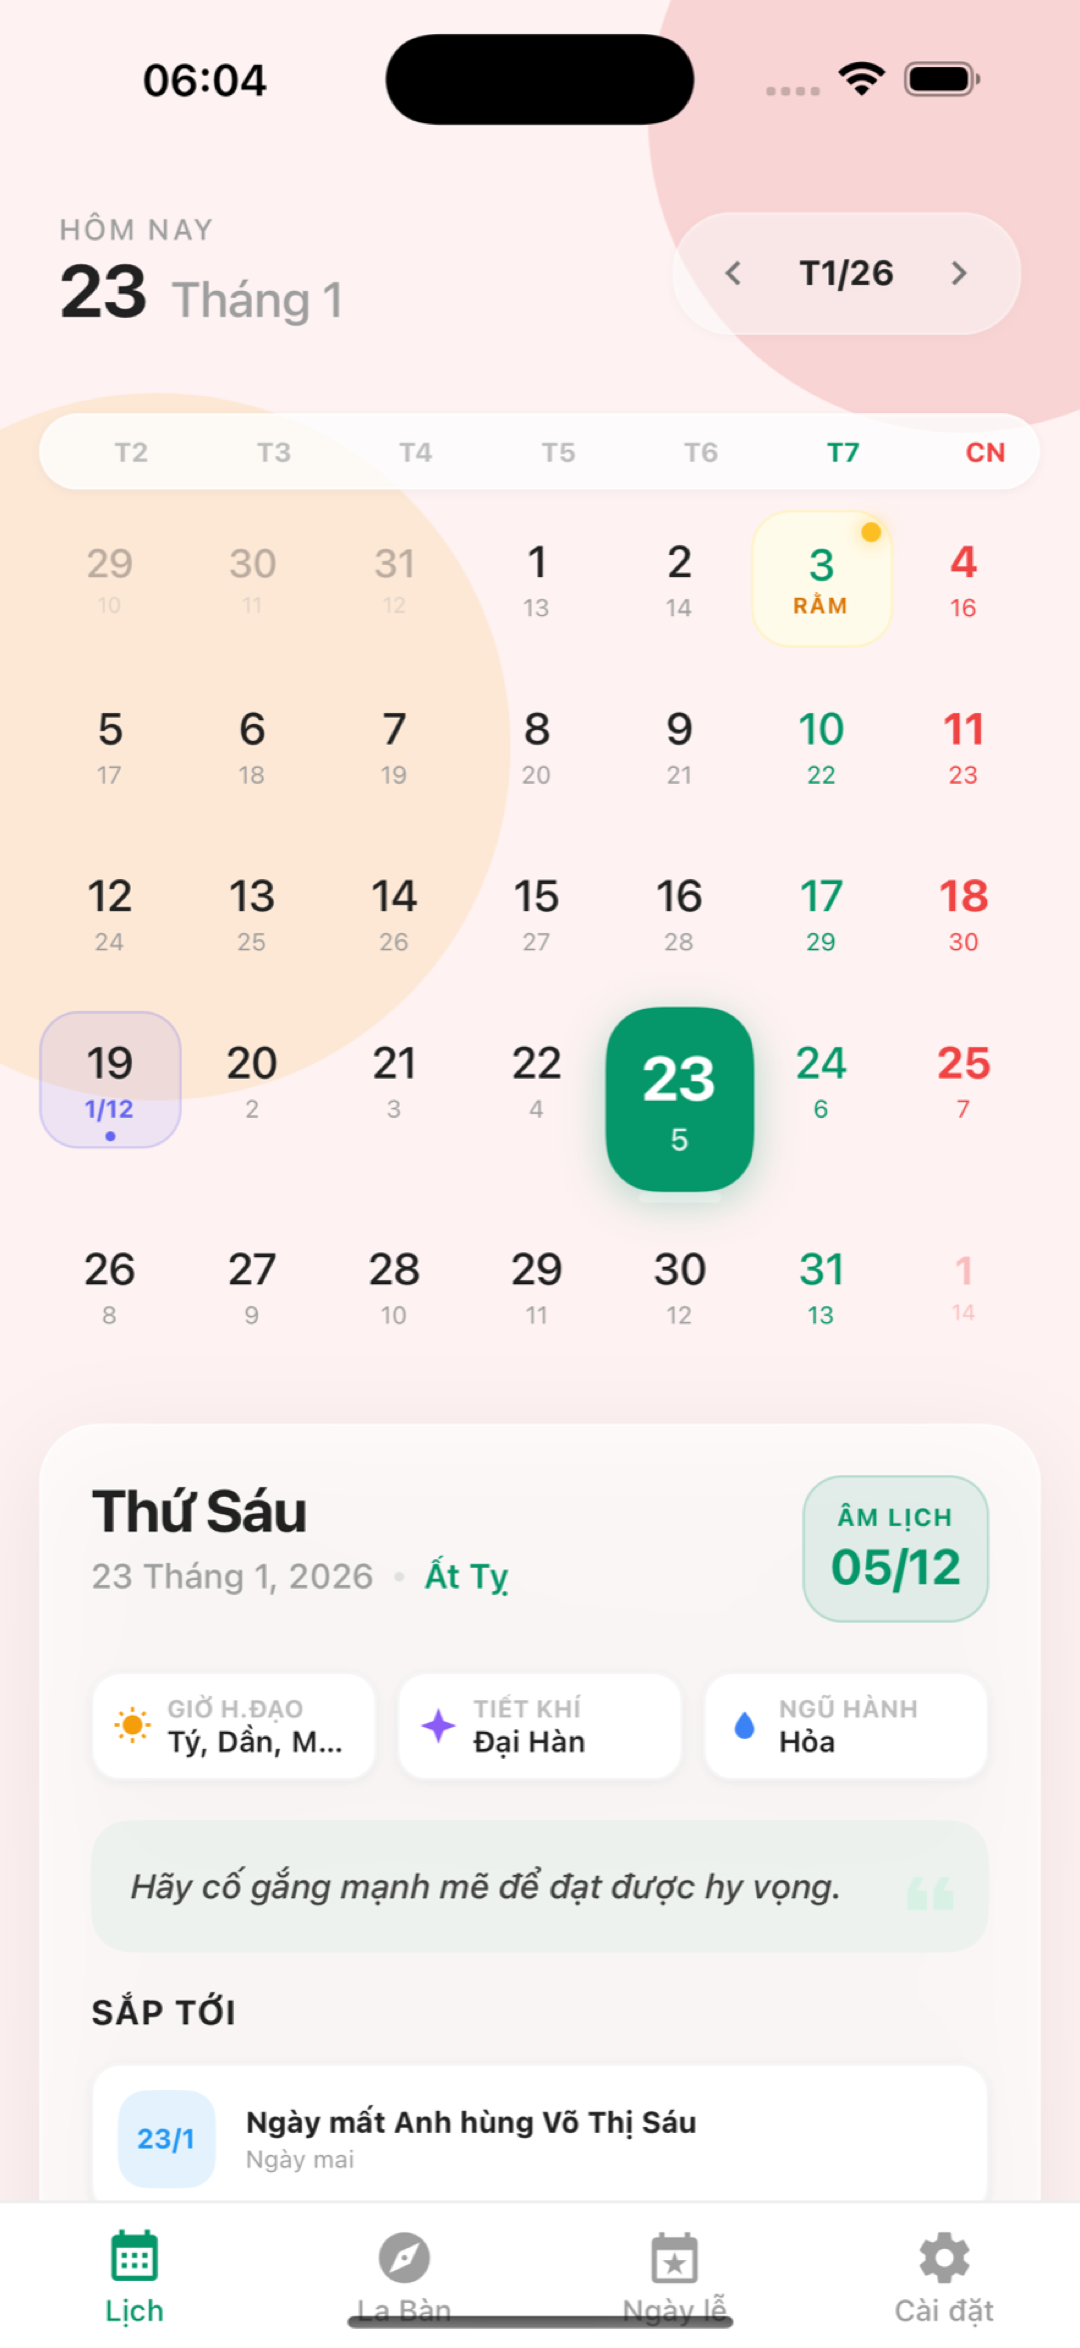 06:04
HÔM NAY
23 Tháng 1
T1/26
T2 T3 T4 T5 T6 T7 CN
29 30 31 1 2 3 4
10 11 12 13 14 RẰM 16
5 6 7 8 9 10 11
17 18 19 20 21 22 23
12 13 14 15 16 17 18
24 25 26 27 28 29 30
19 20 21 22 23 24 25
1/12 2 3 4 5 6 7
26 27 28 29 30 31 1
8 9 10 11 12 13 14
Thứ Sáu
23 Tháng 1, 2026 • Ất Tỵ
ÂM LỊCH
05/12
GIỜ H.ĐẠO
Tý, Dần, M...
TIẾT KHÍ
Đại Hàn
NGŨ HÀNH
Hỏa
Hãy cố gắng mạnh mẽ để đạt được hy vọng.
SẮP TỚI
23/1
Ngày mất Anh hùng Võ Thị Sáu
Ngày mai
Lịch
La Bàn
Ngày lễ
Cài đặt